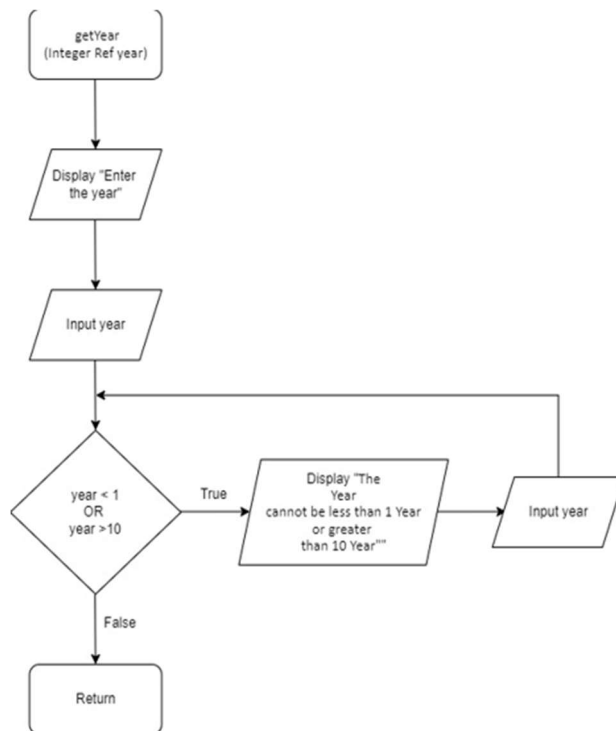 getYear
(Integer Ref year)
Display "Enter
the year"
Input year
year < 1
OR
year >10
True
Display "The
Year
cannot be less than 1 Year
or greater
than 10 Year""
Input year
False
Return